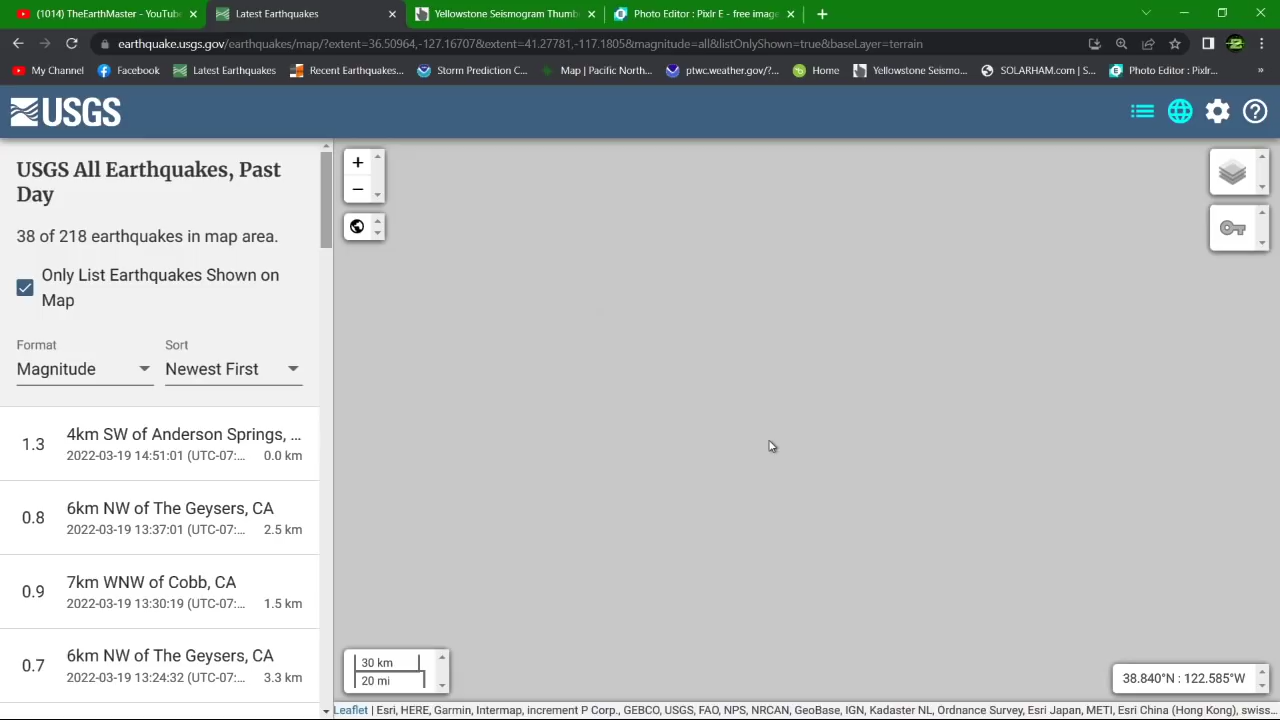 (1014) TheEarthMaster - YouTube
Latest Earthquakes
Yellowstone Seismogram Thumb
Photo Editor : Pixlr E - free image
earthquake.usgs.gov/earthquakes/map/?extent=36.50964,-127.16707&extent=41.27781,-117.1805&magnitude=all&listOnlyShown=true&baseLayer=terrain
My Channel
Facebook
Latest Earthquakes
Recent Earthquakes...
Storm Prediction C...
Map | Pacific North...
ptwc.weather.gov/?...
Home
Yellowstone Seismo...
SOLARHAM.com | S...
Photo Editor : Pixlr...
»
USGS
USGS All Earthquakes, Past
Day
38 of 218 earthquakes in map area.
Only List Earthquakes Shown on
Map
Format
Sort
Magnitude
Newest First
1.3
4km SW of Anderson Springs, ...
2022-03-19 14:51:01 (UTC-07:...
0.0 km
0.8
6km NW of The Geysers, CA
2022-03-19 13:37:01 (UTC-07:...
2.5 km
0.9
7km WNW of Cobb, CA
2022-03-19 13:30:19 (UTC-07:...
1.5 km
0.7
6km NW of The Geysers, CA
2022-03-19 13:24:32 (UTC-07:...
3.3 km
+
−
30 km
20 mi
38.840°N : 122.585°W
Leaflet | Esri, HERE, Garmin, Intermap, increment P Corp., GEBCO, USGS, FAO, NPS, NRCAN, GeoBase, IGN, Kadaster NL, Ordnance Survey, Esri Japan, METI, Esri China (Hong Kong), swiss...